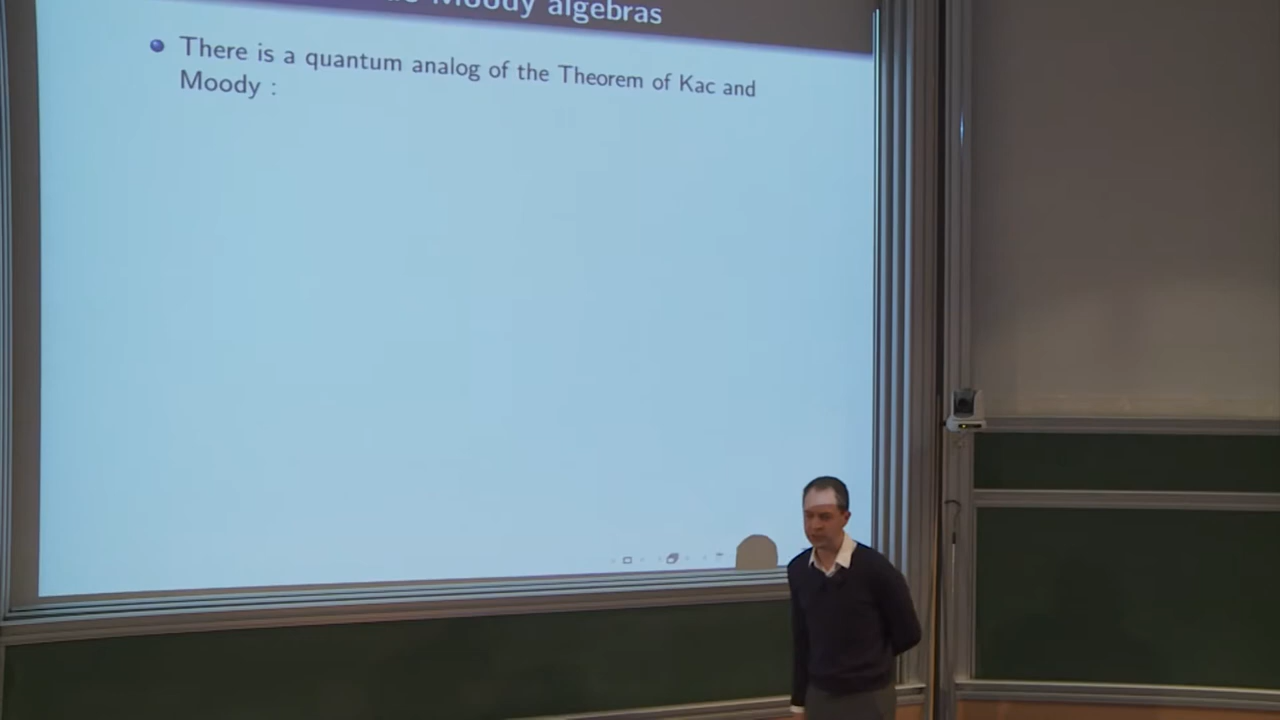 Moody algebras
There is a quantum analog of the Theorem of Kac and
Moody :